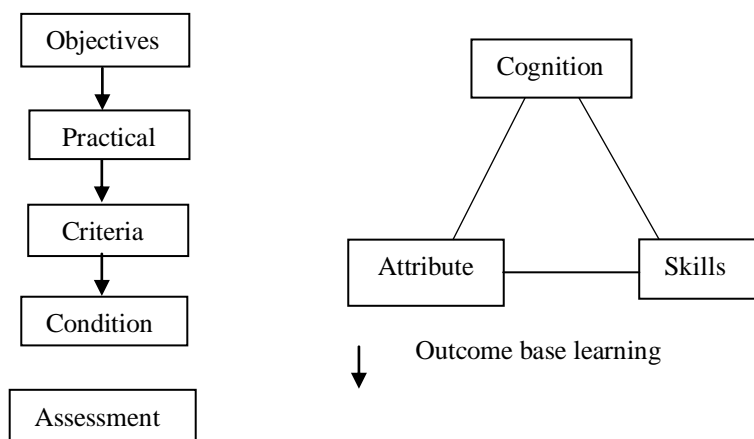 Objectives
Practical
Criteria
Condition
Assessment
Cognition
Attribute
Skills
Outcome base learning